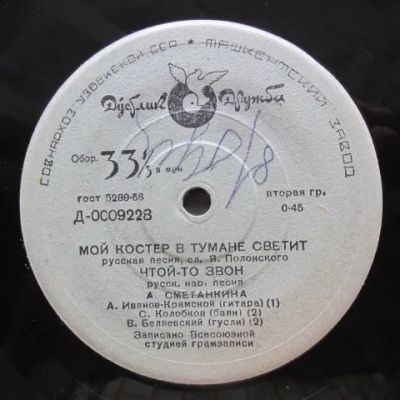 СОВНАРХОЗ УЗБЕКСКОЙ ССР ★ ТАШКЕНТСКИЙ ЗАВОД
Дўстлик Дружба
Обор. 33⅓ в мин
гост 5289-56
вторая гр.
Д-0009228
0-45
МОЙ КОСТЕР В ТУМАНЕ СВЕТИТ
русская песня, сл. Я. Полонского
ЧТОЙ-ТО ЗВОН
русск. нар. песня
А. СМЕТАНКИНА
А. Иванов-Крамской (гитара) (1)
С. Колобков (баян) (2)
В. Беляевский (гусли) (2)
Записано Всесоюзной
студией грамзаписи